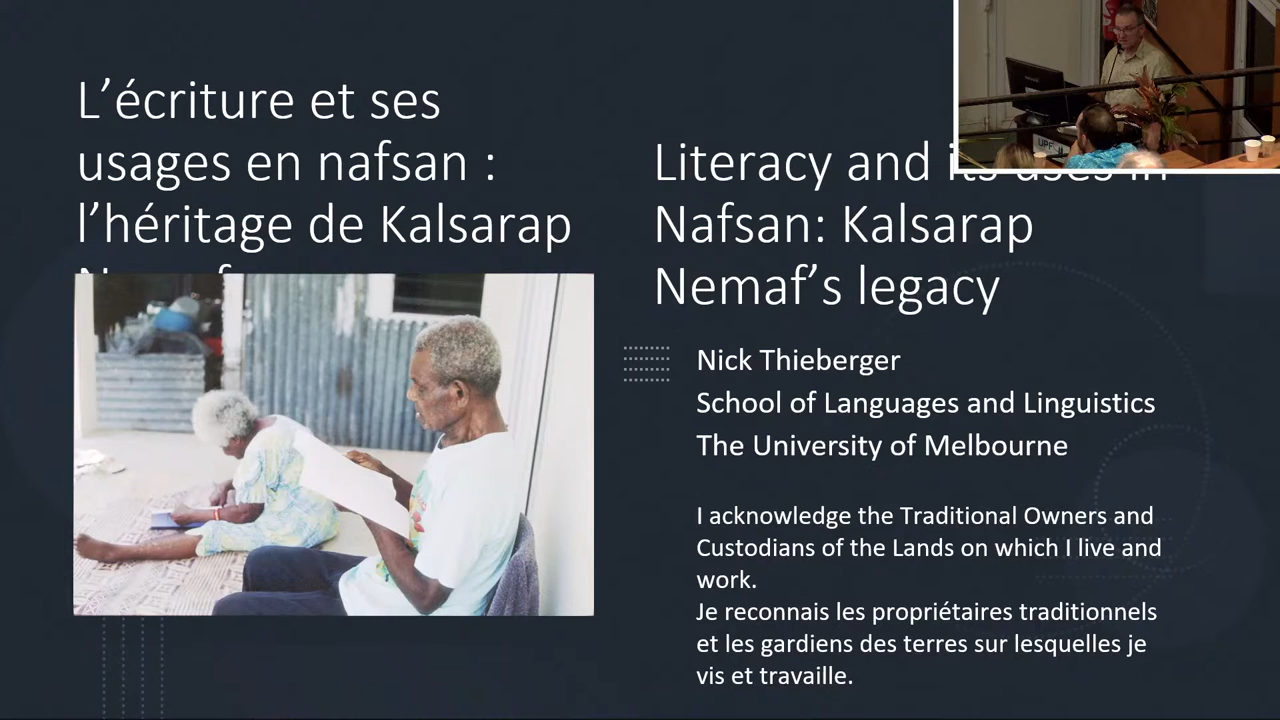 L’écriture et ses
usages en nafsan :
l’héritage de Kalsarap
Literacy and its uses in
Nafsan: Kalsarap
Nemaf’s legacy
Nick Thieberger
School of Languages and Linguistics
The University of Melbourne
I acknowledge the Traditional Owners and
Custodians of the Lands on which I live and
work.
Je reconnais les propriétaires traditionnels
et les gardiens des terres sur lesquelles je
vis et travaille.
UPF